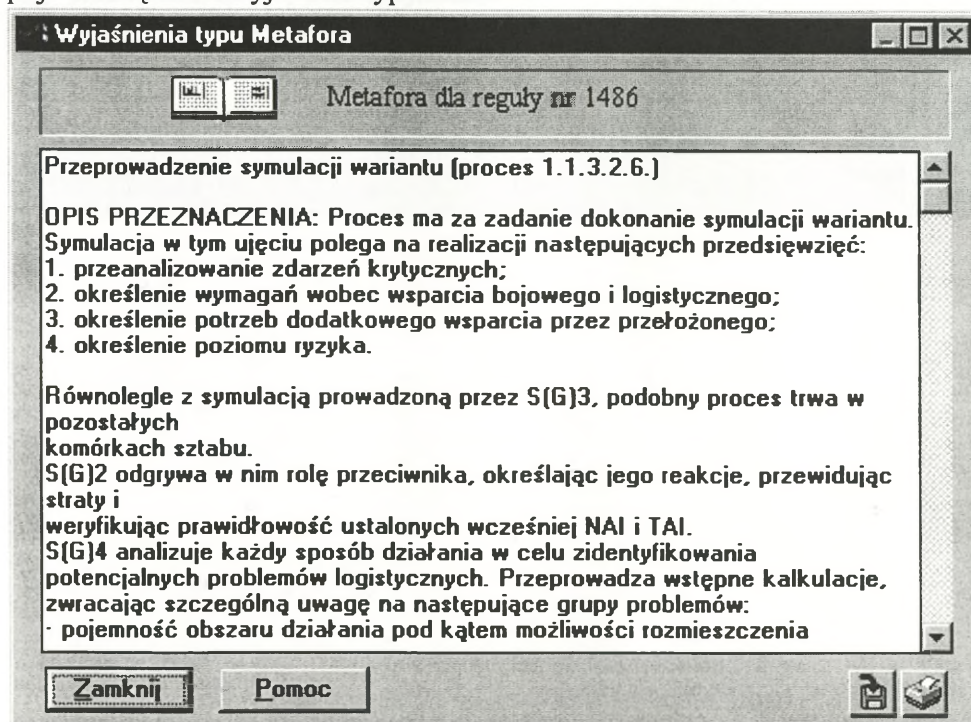 Wyjaśnienia typu Metafora
Metafora dla reguły nr 1486
Przeprowadzenie symulacji wariantu (proces 1.1.3.2.6.)
OPIS PRZEZNACZENIA: Proces ma za zadanie dokonanie symulacji wariantu.
Symulacja w tym ujęciu polega na realizacji następujących przedsięwzięć:
1. przeanalizowanie zdarzeń krytycznych;
2. określenie wymagań wobec wsparcia bojowego i logistycznego;
3. określenie potrzeb dodatkowego wsparcia przez przełożonego;
4. określenie poziomu ryzyka.
Równolegle z symulacją prowadzoną przez S(G)3, podobny proces trwa w
pozostałych
komórkach sztabu.
S(G)2 odgrywa w nim rolę przeciwnika, określając jego reakcje, przewidując
straty i
weryfikując prawidłowość ustalonych wcześniej NAI i TAI.
S(G)4 analizuje każdy sposób działania w celu zidentyfikowania
potencjalnych problemów logistycznych. Przeprowadza wstępne kalkulacje,
zwracając szczególną uwagę na następujące grupy problemów:
- pojemność obszaru działania pod kątem możliwości rozmieszczenia
Zamknij Pomoc